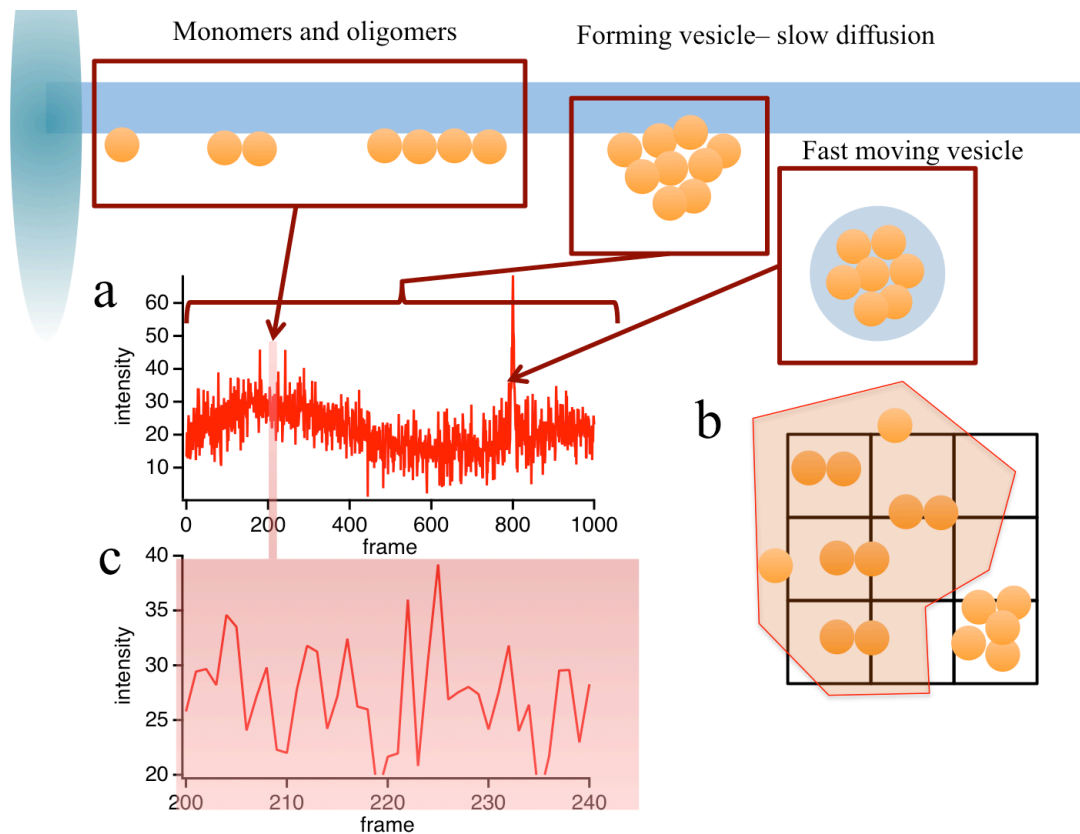 Monomers and oligomers
Forming vesicle– slow diffusion
Fast moving vesicle
a
60
50
40
30
20
10
intensity
0 200 400 600 800 1000
frame
b
c
40
35
30
25
20
intensity
200 210 220 230 240
frame